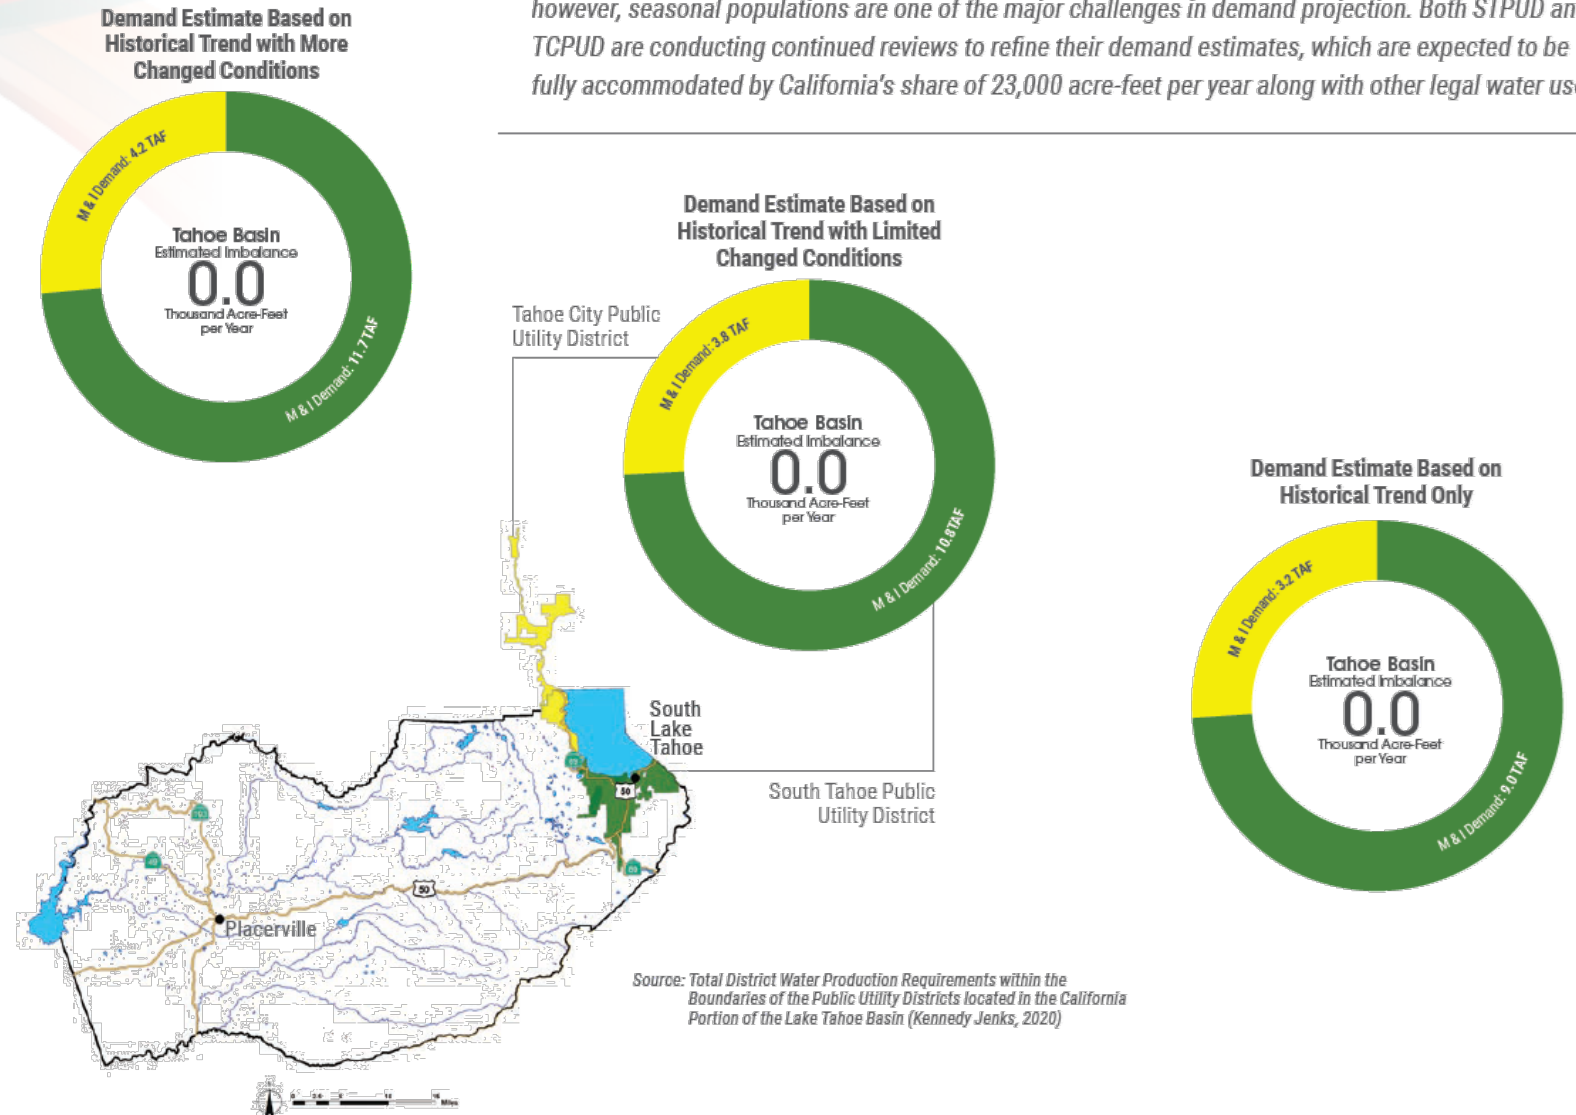 Demand Estimate Based on
Historical Trend with More
Changed Conditions
however, seasonal populations are one of the major challenges in demand projection. Both STPUD an
TCPUD are conducting continued reviews to refine their demand estimates, which are expected to be
fully accommodated by California's share of 23,000 acre-feet per year along with other legal water use
M & I Demand: 4.2 TAF
Tahoe Basin
Estimated Imbalance
0.0
Thousand Acre-Feet
per Year
M & I Demand: 11.7 TAF
Demand Estimate Based on
Historical Trend with Limited
Changed Conditions
Tahoe City Public
Utility District
M & I Demand: 3.8 TAF
Tahoe Basin
Estimated Imbalance
0.0
Thousand Acre-Feet
per Year
M & I Demand: 10.8TAF
Demand Estimate Based on
Historical Trend Only
M & I Demand: 3.2 TAF
Tahoe Basin
Estimated Imbalance
0.0
Thousand Acre-Feet
per Year
M & I Demand: 9.0 TAF
South
Lake
Tahoe
50
South Tahoe Public
Utility District
49
50
Placerville
Source: Total District Water Production Requirements within the
Boundaries of the Public Utility Districts located in the California
Portion of the Lake Tahoe Basin (Kennedy Jenks, 2020)
Miles